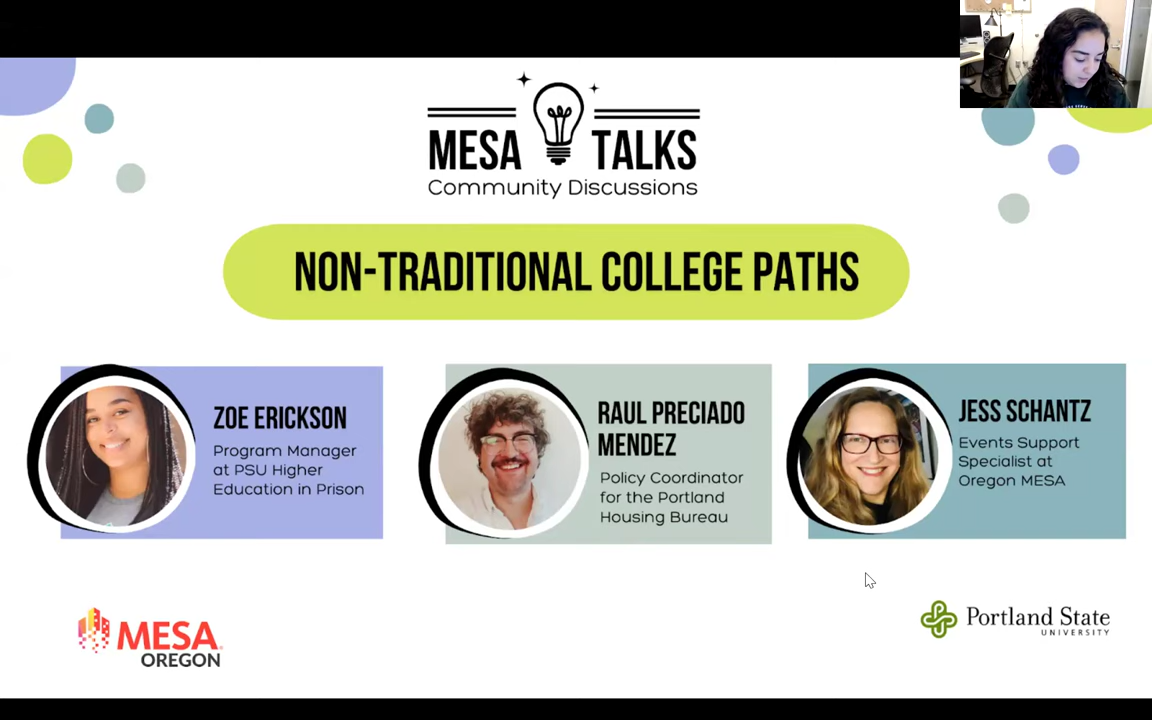 MESA TALKS
Community Discussions
NON-TRADITIONAL COLLEGE PATHS
ZOE ERICKSON
Program Manager
at PSU Higher
Education in Prison
RAUL PRECIADO
MENDEZ
Policy Coordinator
for the Portland
Housing Bureau
JESS SCHANTZ
Events Support
Specialist at
Oregon MESA
MESA
OREGON
Portland State
UNIVERSITY